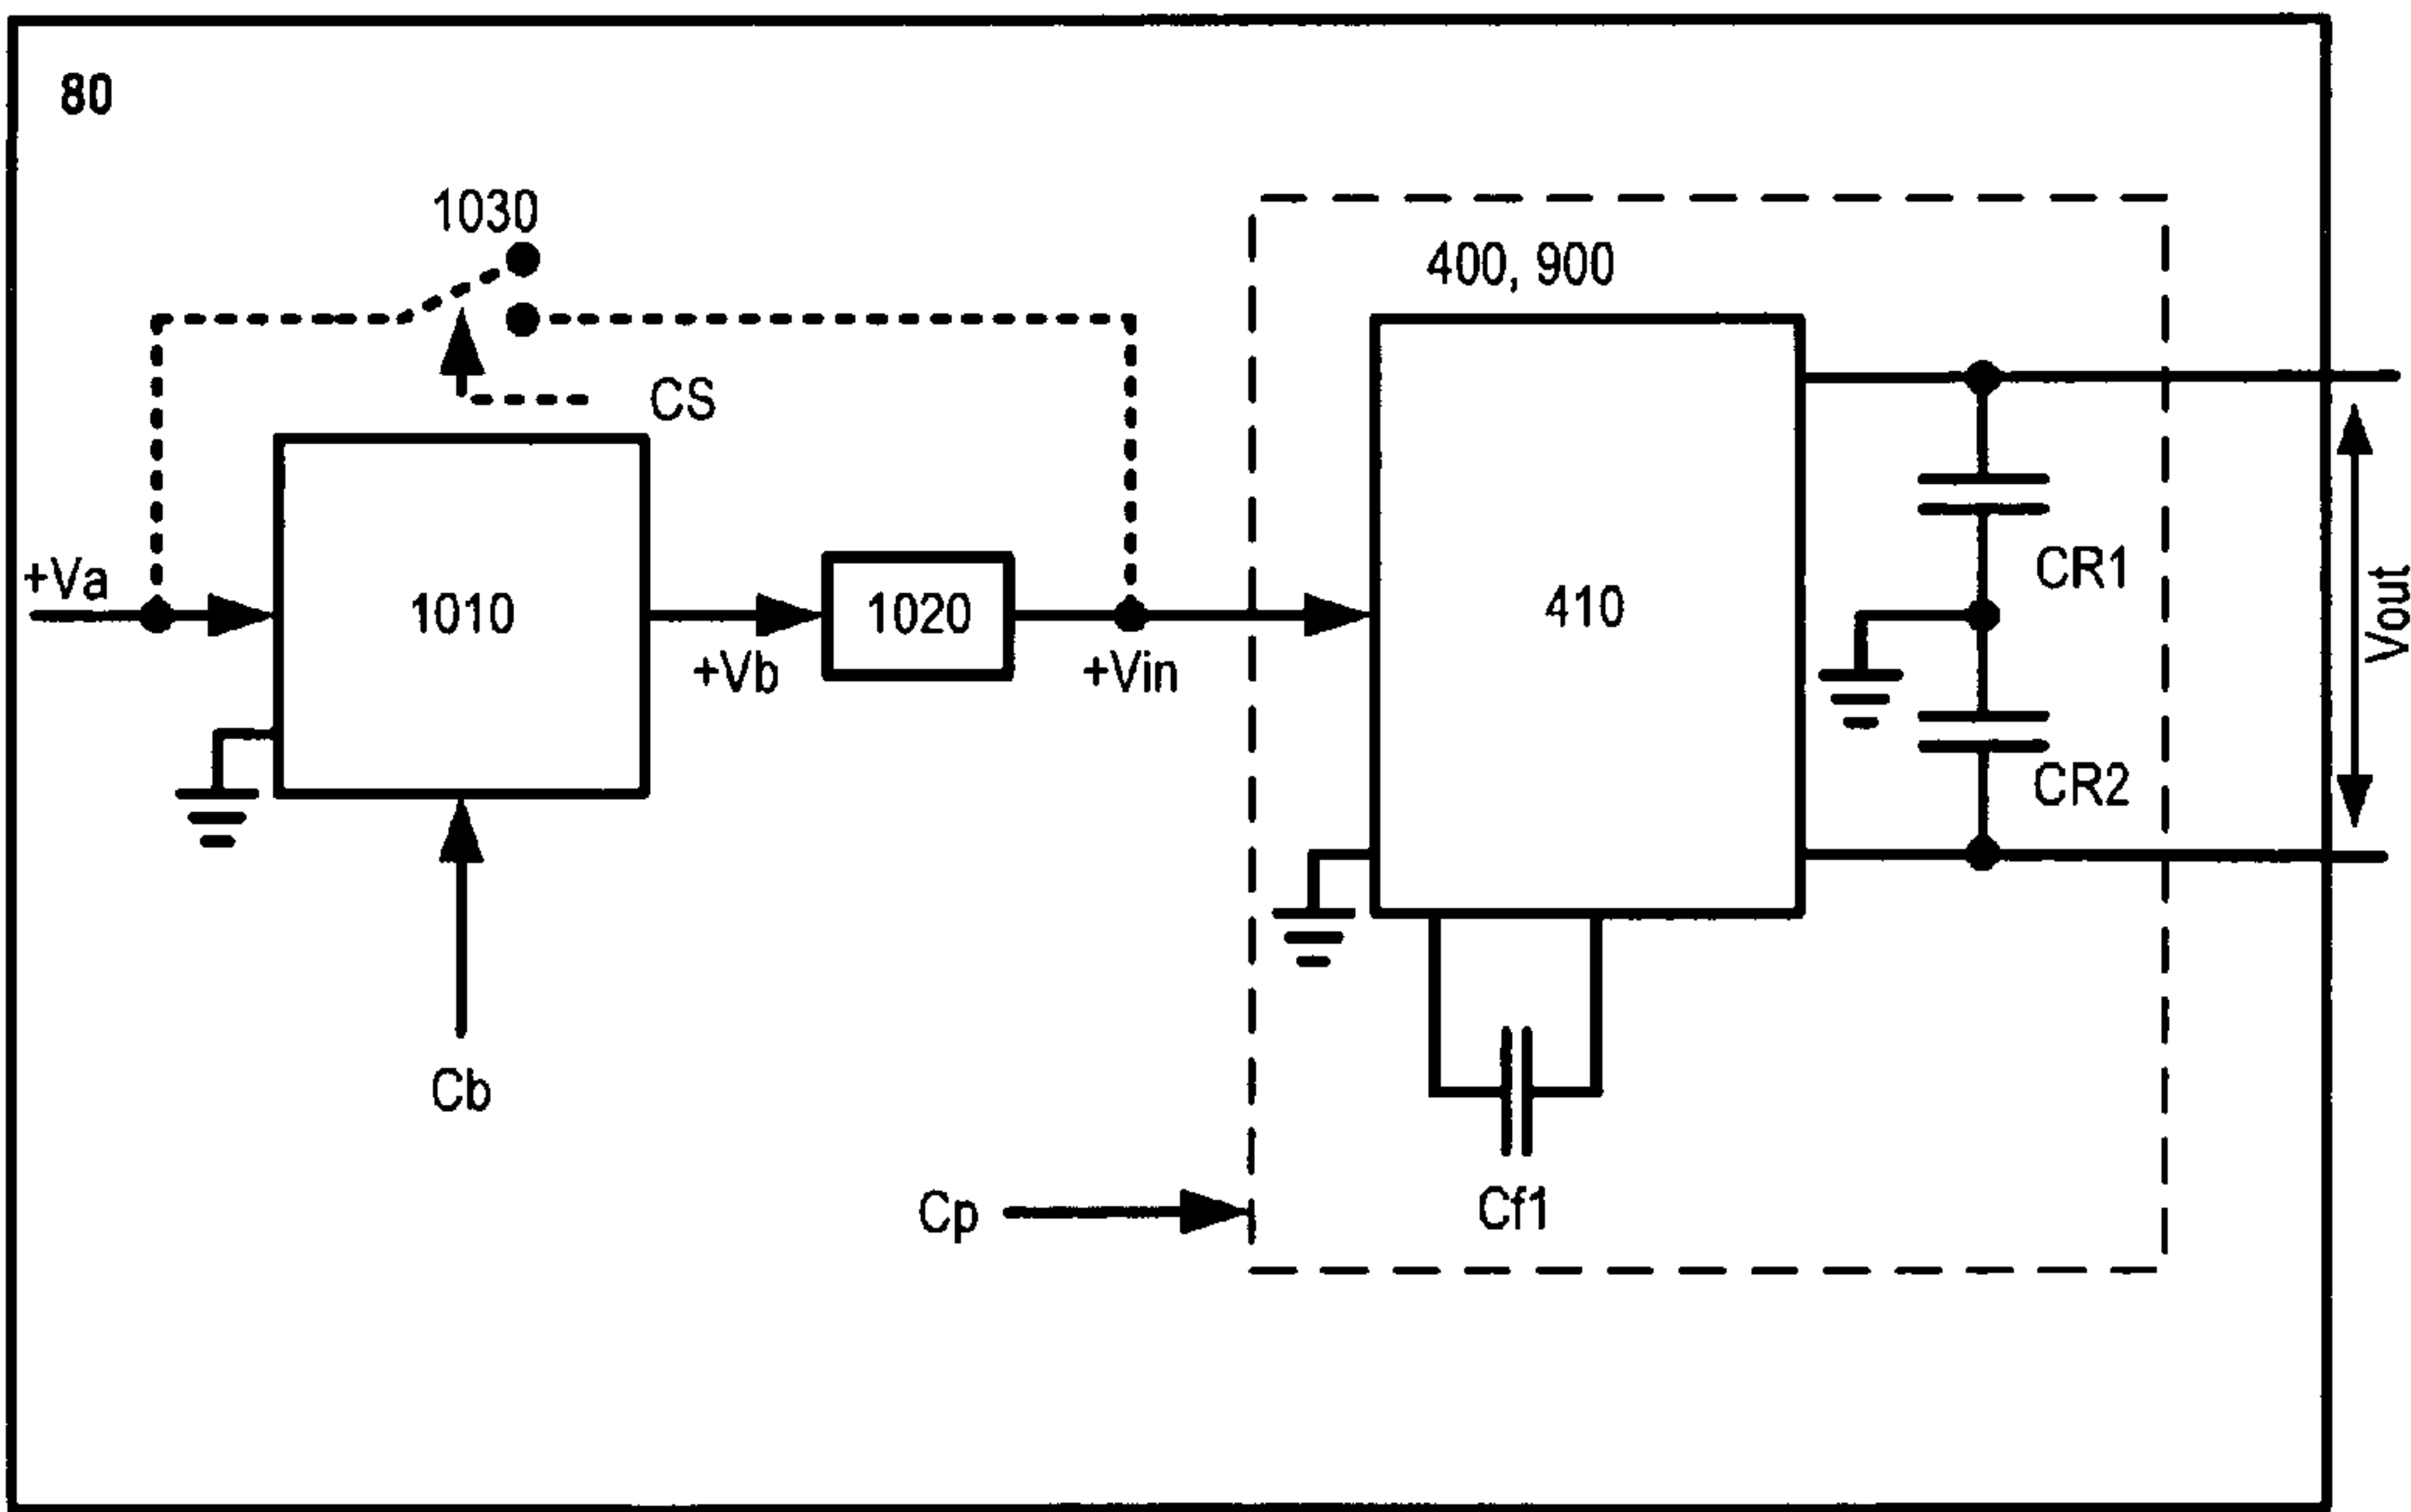 80
1030
400, 900
CS
+Va
1010
+Vb
1020
+Vin
410
CR1
CR2
Vout
Cb
Cp
Cf1